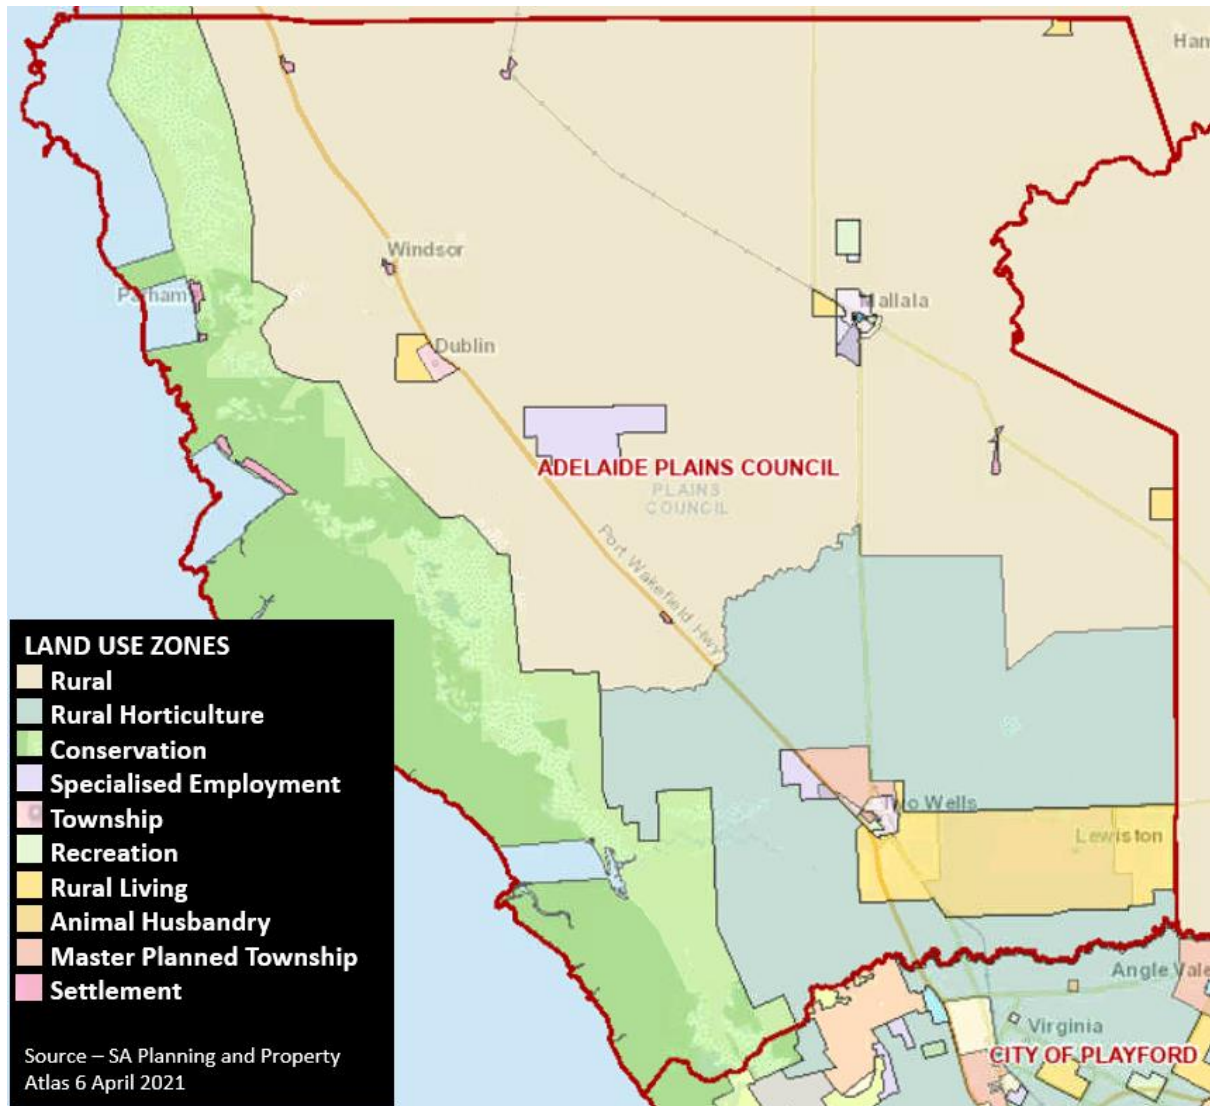 Han
Windsor
Parham
Mallala
Dublin
ADELAIDE PLAINS COUNCIL
PLAINS
COUNCIL
Port Wakefield Hwy
LAND USE ZONES
Rural
Rural Horticulture
Conservation
Specialised Employment
Township
Recreation
Rural Living
Animal Husbandry
Master Planned Township
Settlement
Source – SA Planning and Property
Atlas 6 April 2021
Two Wells
Lewiston
Angle Vale
Virginia
CITY OF PLAYFORD